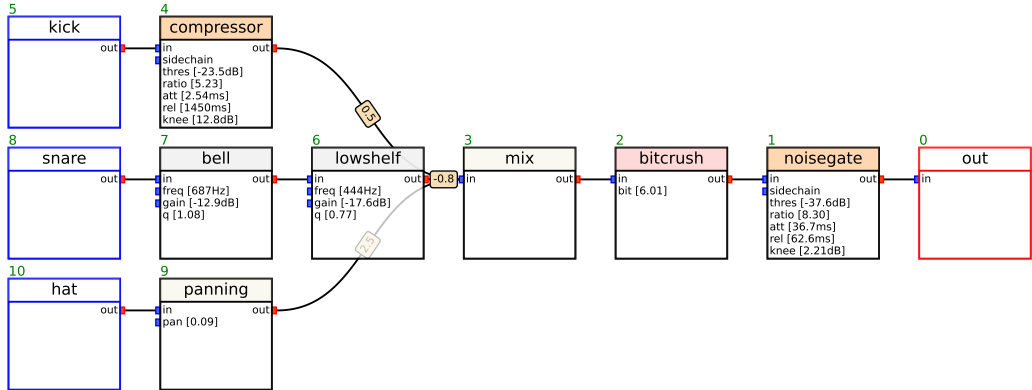 5
kick
out
4
compressor
in out
sidechain
thres [-23.5dB]
ratio [5.23]
att [2.54ms]
rel [1450ms]
knee [12.8dB]
0.5
8
snare
out
7
bell
in out
freq [687Hz]
gain [-12.9dB]
q [1.08]
6
lowshelf
in out
freq [444Hz]
gain [-17.6dB]
q [0.77]
-0.8
3
mix
in out
2
bitcrush
in out
bit [6.01]
1
noisegate
in out
sidechain
thres [-37.6dB]
ratio [8.30]
att [36.7ms]
rel [62.6ms]
knee [2.21dB]
0
out
in
2.5
10
hat
out
9
panning
in out
pan [0.09]